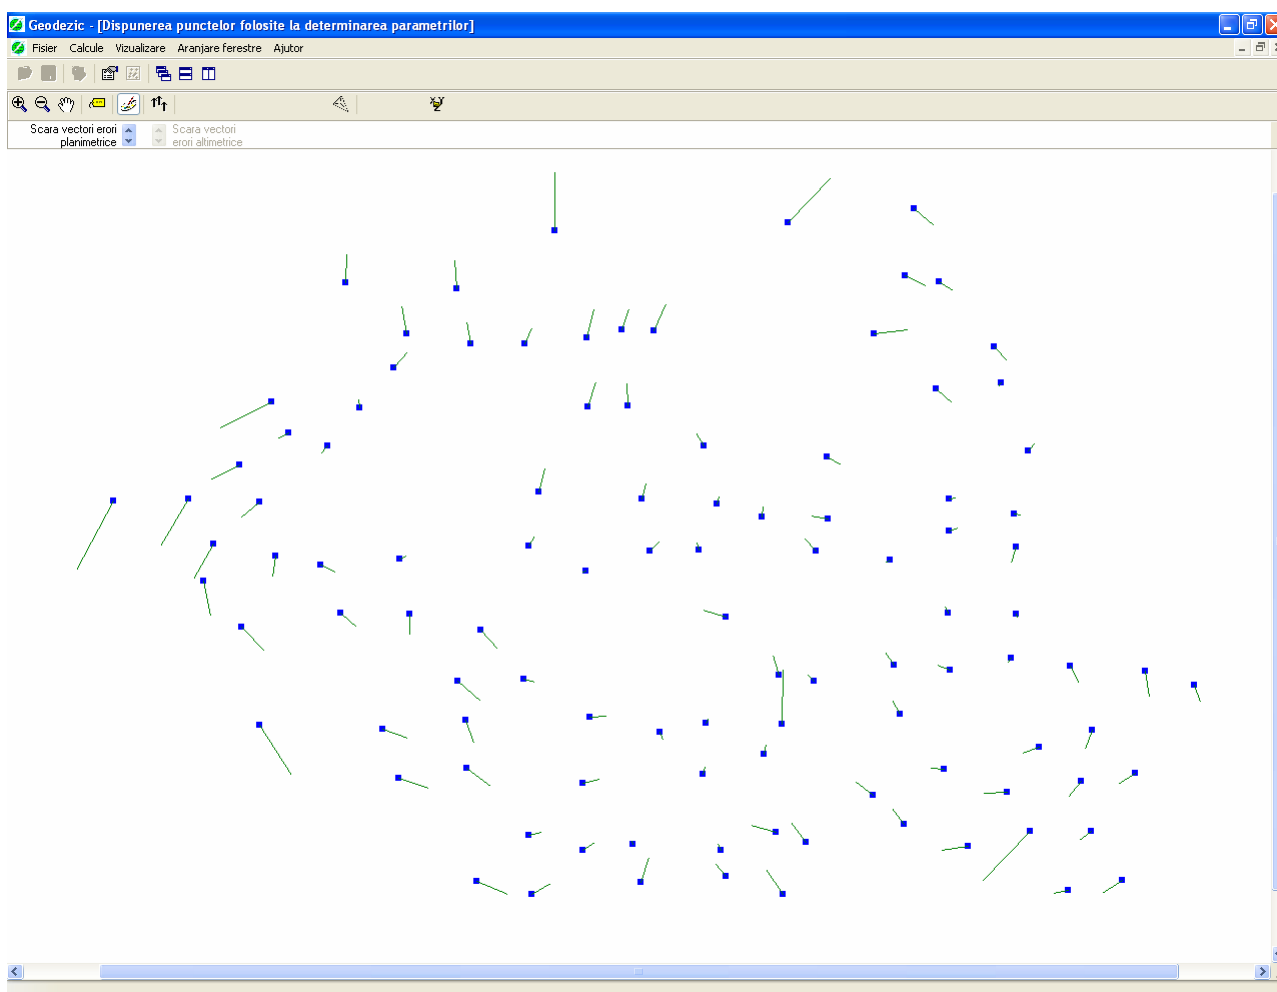 Geodezic - [Dispunerea punctelor folosite la determinarea parametrilor]
Fisier Calcule Vizualizare Aranjare ferestre Ajutor
Scara vectori erori planimetrice
Scara vectori erori altimetrice